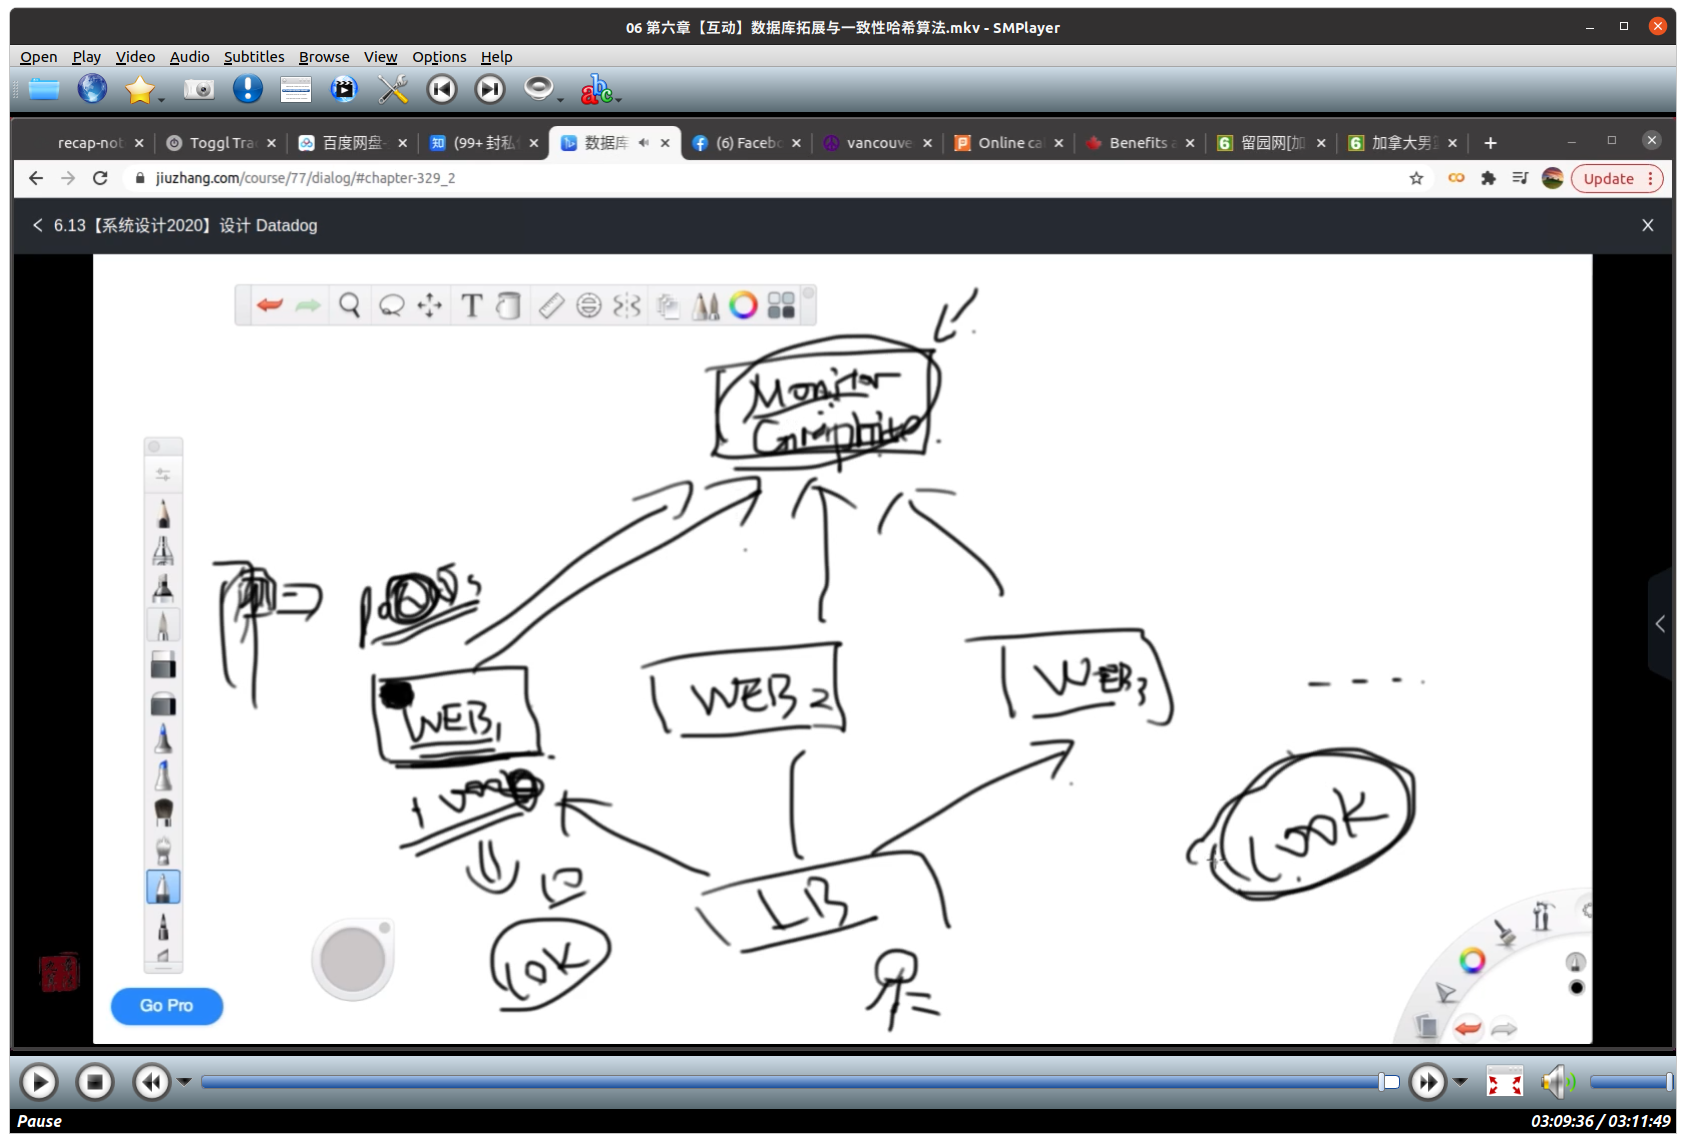 06 第六章【互动】数据库拓展与一致性哈希算法.mkv - SMPlayer
Open Play Video Audio Subtitles Browse View Options Help
recap-not Toggl Tra 百度网盘- (99+ 封私 数据库 (6) Facebo vancouve Online ca Benefits a 留园网[加 加拿大男
jiuzhang.com/course/77/dialog/#chapter-329_2 Update
6.13【系统设计2020】设计 Datadog
Monitor
WEB1 WEB2 WEB3
10K
LB
100K
Go Pro
Pause 03:09:36 / 03:11:49